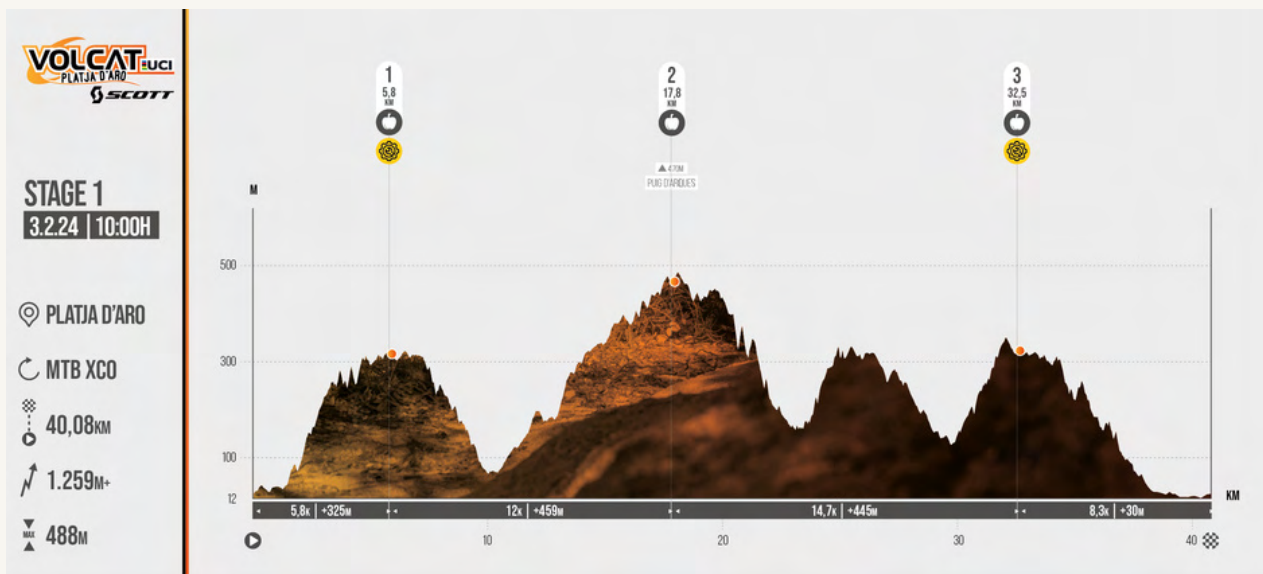 VOLCAT UCI
PLATJA D'ARO
SCOTT
STAGE 1
3.2.24 | 10:00H
PLATJA D'ARO
MTB XCO
40,08KM
1.259M+
MAX
488M
1
5,8
KM
2
17,8
KM
3
32,5
KM
470M
PUIG D'ARQUES
M
500
300
100
12
KM
5,8K | +325M
12K | +459M
14,7K | +445M
8,3K | +30M
10
20
30
40